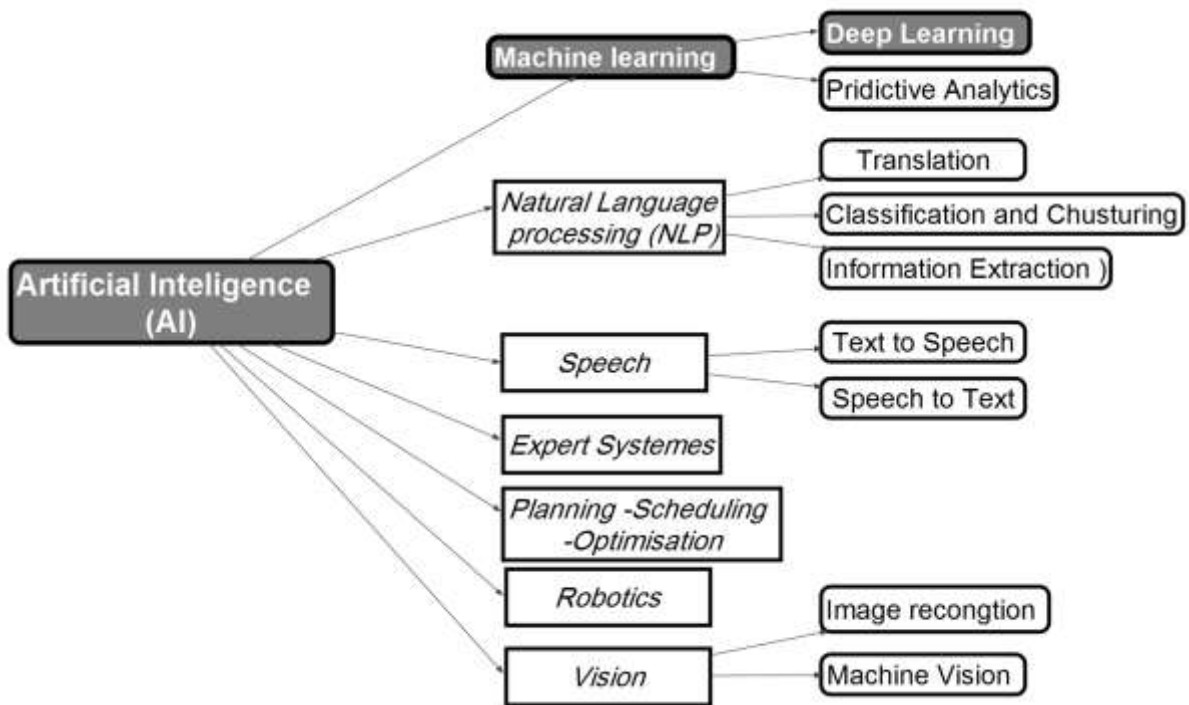 Machine learning
Deep Learning
Pridictive Analytics
Natural Language
processing (NLP)
Translation
Classification and Chusturing
Information Extraction )
Artificial Inteligence
(AI)
Speech
Text to Speech
Speech to Text
Expert Systemes
Planning -Scheduling
-Optimisation
Robotics
Vision
Image recongtion
Machine Vision